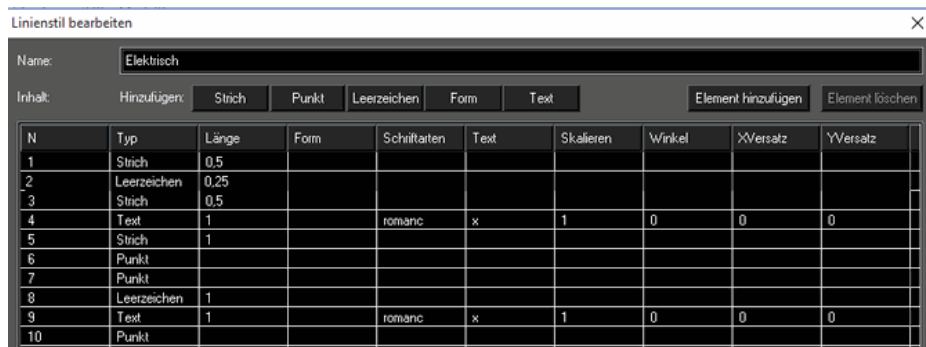 Linienstil bearbeiten
Name: Elektrisch
Inhalt: Hinzufügen: Strich Punkt Leerzeichen Form Text Element hinzufügen Element löschen
N Typ Länge Form Schriftarten Text Skalieren Winkel XVersatz YVersatz
1 Strich 0,5
2 Leerzeichen 0,25
3 Strich 0,5
4 Text 1 romanc x 1 0 0 0
5 Strich 1
6 Punkt
7 Punkt
8 Leerzeichen 1
9 Text 1 romanc x 1 0 0 0
10 Punkt